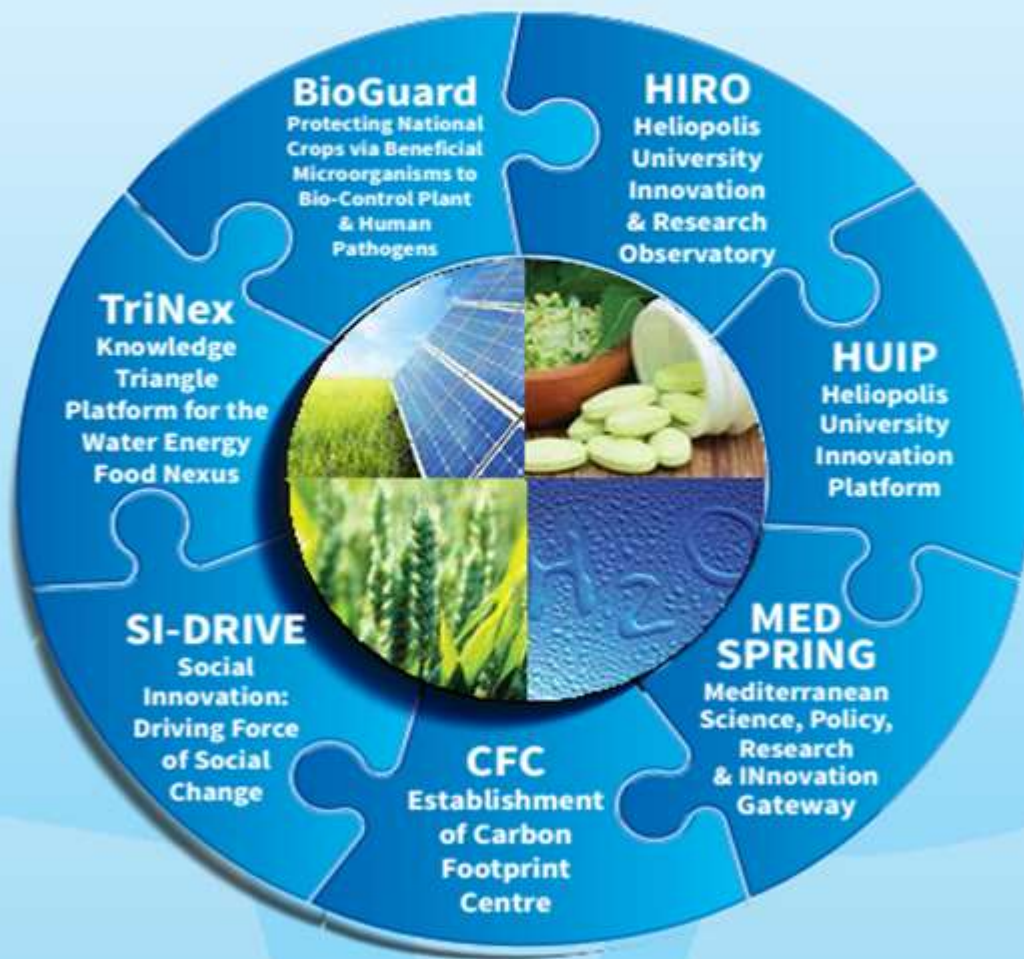 BioGuard
Protecting National
Crops via Beneficial
Microorganisms to
Bio-Control Plant
& Human
Pathogens
HIRO
Heliopolis
University
Innovation
& Research
Observatory
HUIP
Heliopolis
University
Innovation
Platform
MED
SPRING
Mediterranean
Science, Policy,
Research
& INnovation
Gateway
CFC
Establishment
of Carbon
Footprint
Centre
SI-DRIVE
Social
Innovation:
Driving Force
of Social
Change
TriNex
Knowledge
Triangle
Platform for the
Water Energy
Food Nexus
H2O